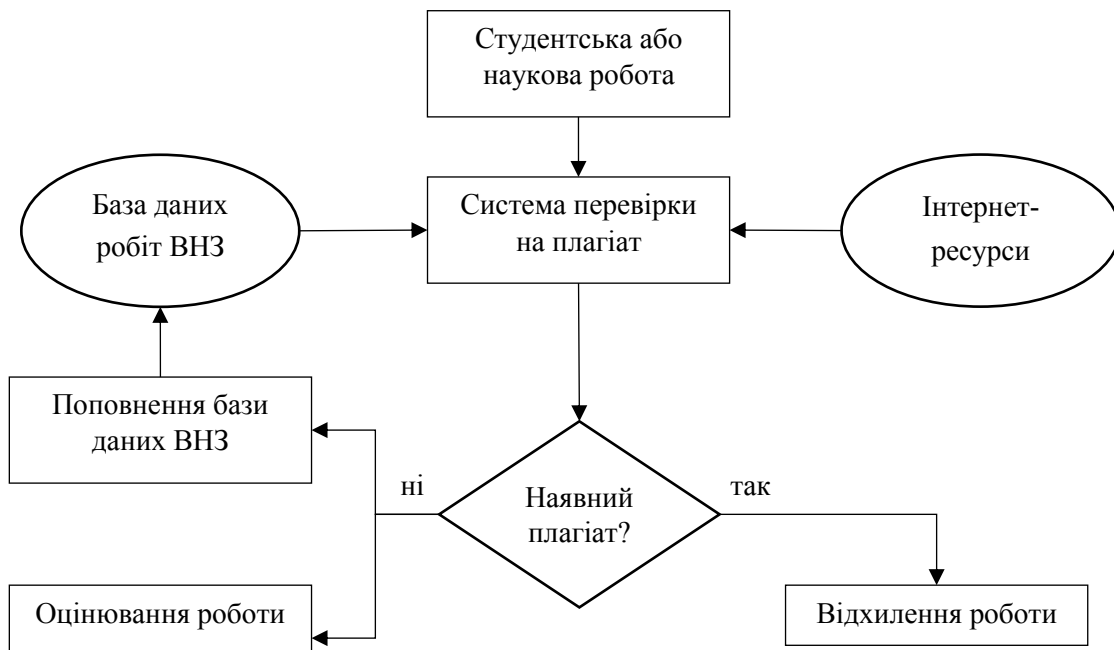 Студентська або
наукова робота
База даних
робіт ВНЗ
Система перевірки
на плагіат
Інтернет-
ресурси
Поповнення бази
даних ВНЗ
ні
Наявний
плагіат?
так
Оцінювання роботи
Відхилення роботи